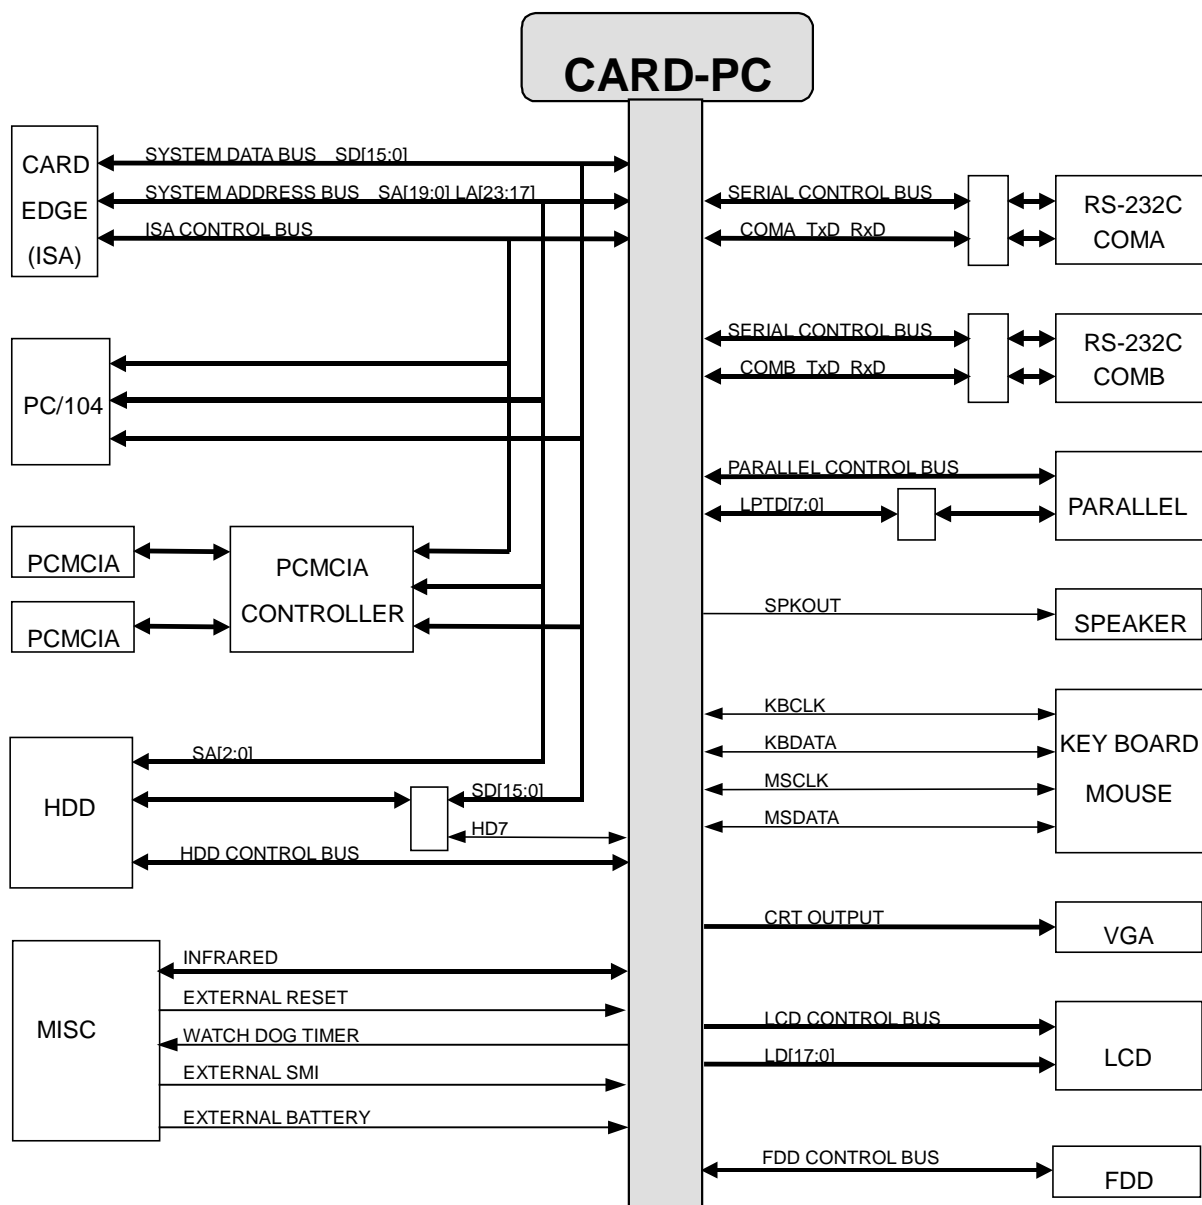 CARD-PC
CARD
EDGE
(ISA)
SYSTEM DATA BUS SD[15:0]
SYSTEM ADDRESS BUS SA[19:0] LA[23:17]
ISA CONTROL BUS
PC/104
PCMCIA
PCMCIA
PCMCIA
CONTROLLER
HDD
SA[2:0]
SD[15:0]
HD7
HDD CONTROL BUS
MISC
INFRARED
EXTERNAL RESET
WATCH DOG TIMER
EXTERNAL SMI
EXTERNAL BATTERY
SERIAL CONTROL BUS
COMA TxD RxD
RS-232C
COMA
SERIAL CONTROL BUS
COMB TxD RxD
RS-232C
COMB
PARALLEL CONTROL BUS
LPTD[7:0]
PARALLEL
SPKOUT
SPEAKER
KBCLK
KBDATA
MSCLK
MSDATA
KEY BOARD
MOUSE
CRT OUTPUT
VGA
LCD CONTROL BUS
LD[17:0]
LCD
FDD CONTROL BUS
FDD